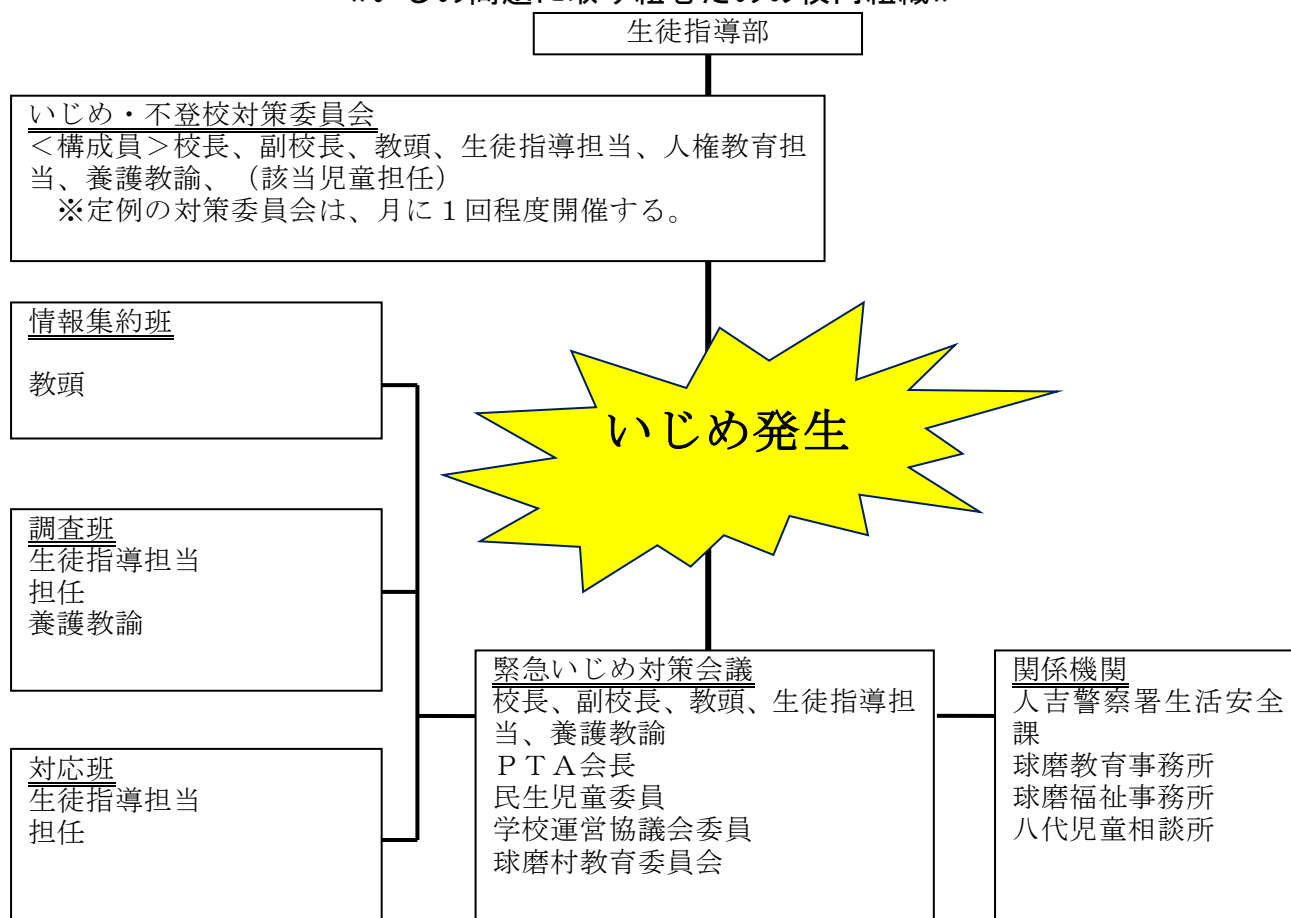 生徒指導部
いじめ・不登校対策委員会
＜構成員＞校長、副校長、教頭、生徒指導担当、人権教育担
当、養護教諭、（該当児童担任）
※定例の対策委員会は、月に１回程度開催する。
情報集約班
教頭
いじめ発生
調査班
生徒指導担当
担任
養護教諭
対応班
生徒指導担当
担任
緊急いじめ対策会議
校長、副校長、教頭、生徒指導担
当、養護教諭
ＰＴＡ会長
民生児童委員
学校運営協議会委員
球磨村教育委員会
関係機関
人吉警察署生活安全
課
球磨教育事務所
球磨福祉事務所
八代児童相談所